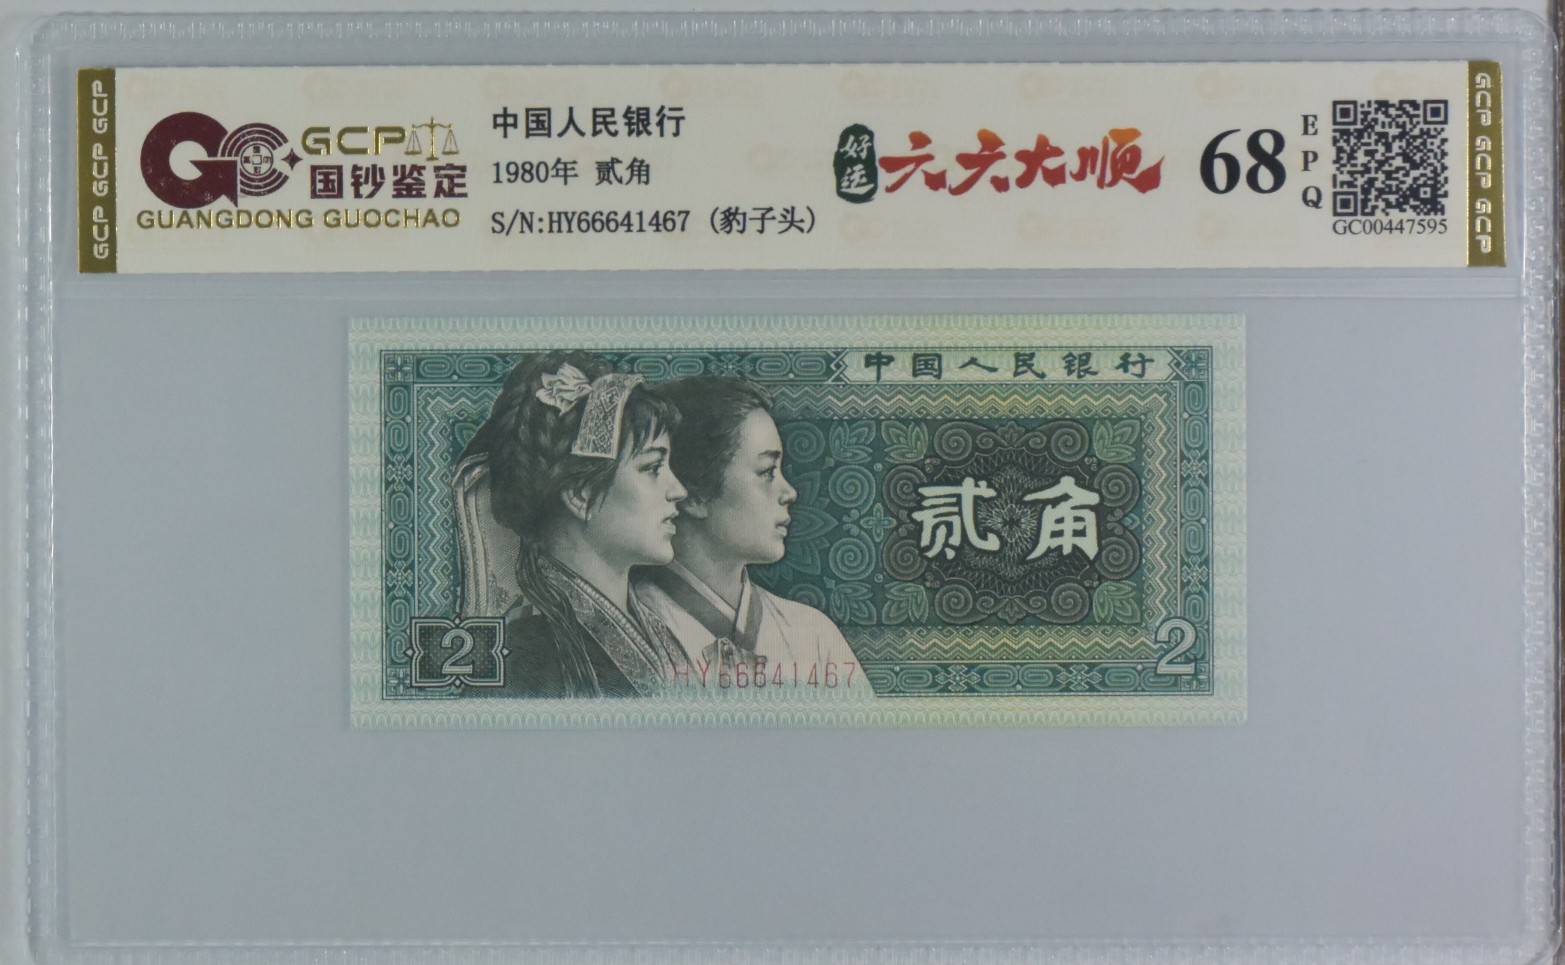 GCP GCP GCP
GCP
国钞鉴定
GUANGDONG GUOCHAO
中国人民银行
1980年 贰角
S/N:HY66641467 (豹子头)
好运
六六大顺
68
EPQ
GC00447595
GCP GCP GCP
中国人民银行
贰角
2
HY66641467
2